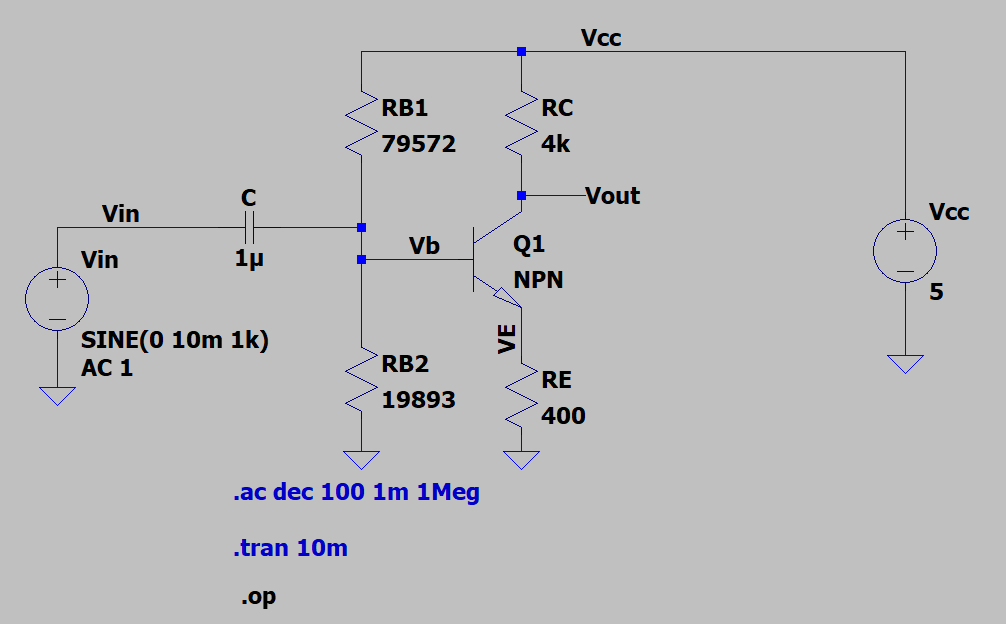 Vcc
RB1
79572
RC
4k
C
Vin
Vout
Vcc
Vb
Q1
Vin
1µ
NPN
5
VE
SINE(0 10m 1k)
AC 1
RB2
19893
RE
400
.ac dec 100 1m 1Meg
.tran 10m
.op